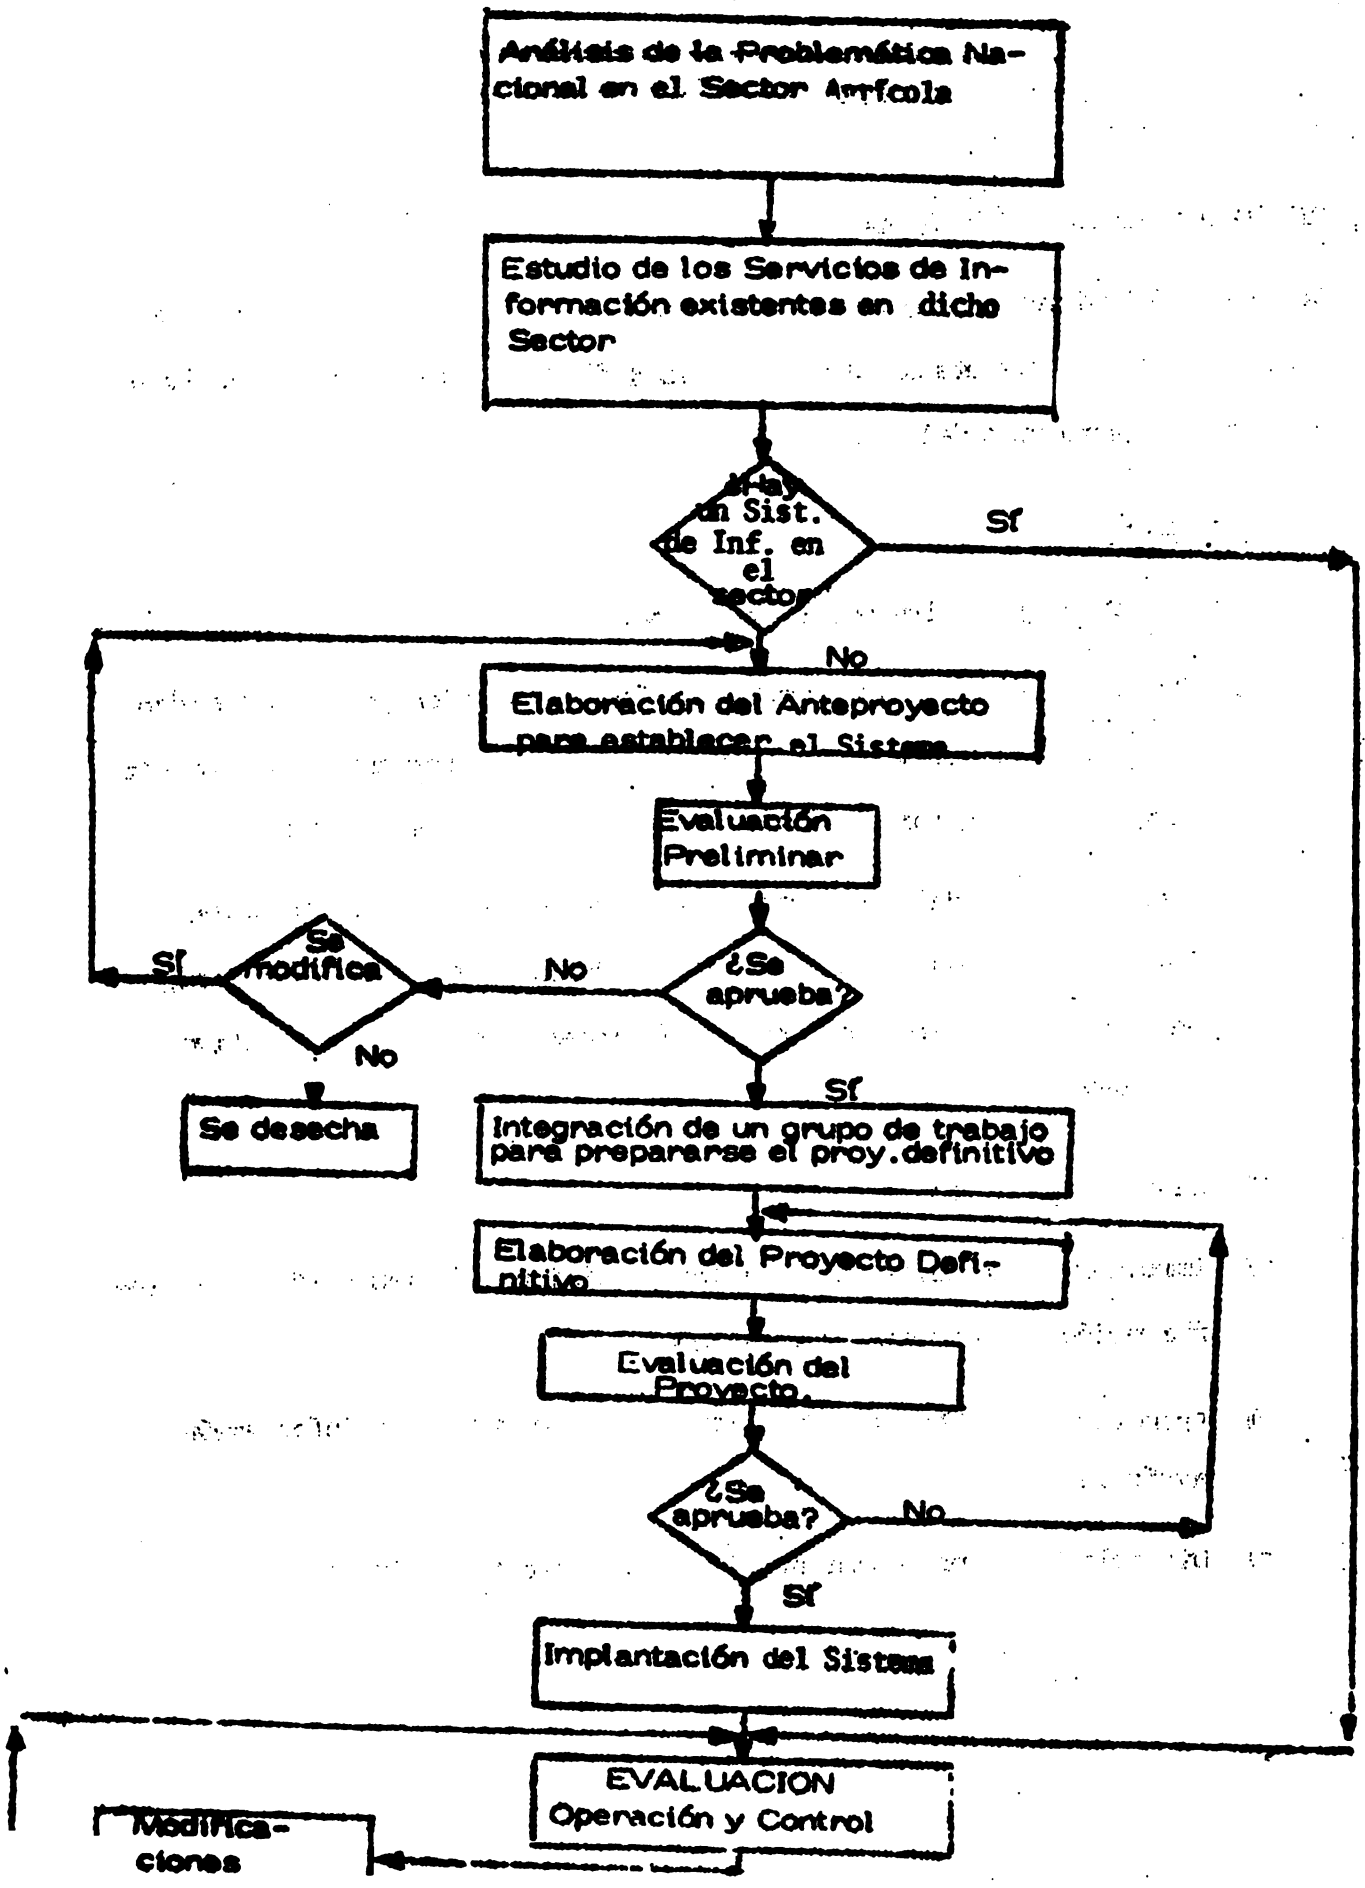 Análisis de la Problemática Na-
cional en el Sector Agrícola
Estudio de los Servicios de In-
formación existentes en dicho
Sector
¿Hay
un Sist.
de Inf. en
el
sector
Sí
No
Elaboración del Anteproyecto
para establecer el Sistema
Evaluación
Preliminar
¿Se
aprueba?
No
Se
modifica
Sí
No
Se desecha
Sí
Integración de un grupo de trabajo
para prepararse el proy.definitivo
Elaboración del Proyecto Defi-
nitivo
Evaluación del
Proyecto.
¿Se
aprueba?
No
Sí
Implantación del Sistema
EVALUACION
Operación y Control
Modifica-
ciones